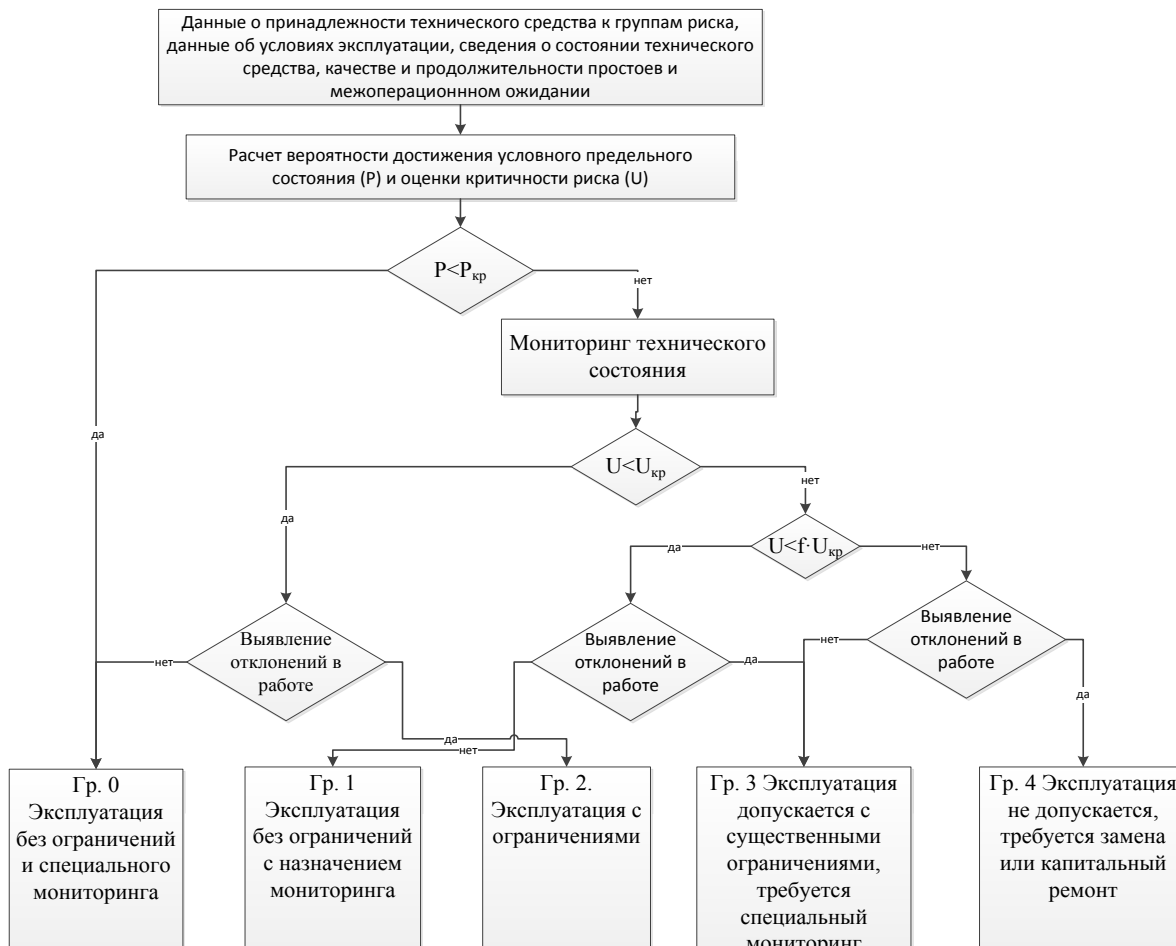 Данные о принадлежности технического средства к группам риска,
данные об условиях эксплуатации, сведения о состоянии технического
средства, качестве и продолжительности простоев и
межоперационнном ожидании
Расчет вероятности достижения условного предельного
состояния (P) и оценки критичности риска (U)
P<Pкр
нет
да
Мониторинг технического
состояния
U<Uкр
нет
да
U<f·Uкр
да
нет
Выявление
отклонений в
работе
нет
да
Выявление
отклонений в
работе
нет
да
Выявление
отклонений в
работе
нет
да
Гр. 0
Эксплуатация
без ограничений
и специального
мониторинга
Гр. 1
Эксплуатация
без ограничений
с назначением
мониторинга
Гр. 2.
Эксплуатация с
ограничениями
Гр. 3 Эксплуатация
допускается с
существенными
ограничениями,
требуется
специальный
мониторинг
Гр. 4 Эксплуатация
не допускается,
требуется замена
или капитальный
ремонт